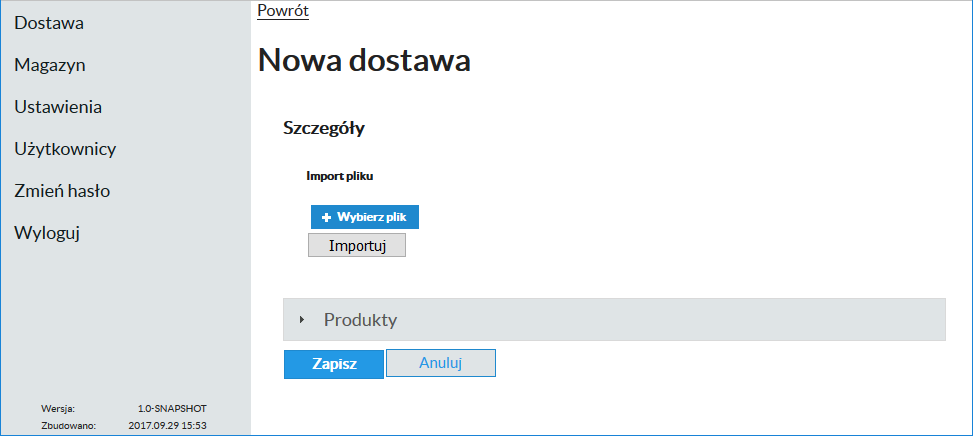 Dostawa
Magazyn
Ustawienia
Użytkownicy
Zmień hasło
Wyloguj
Wersja: 1.0-SNAPSHOT
Zbudowano: 2017.09.29 15:53
Powrót
Nowa dostawa
Szczegóły
Import pliku
+ Wybierz plik
Importuj
Produkty
Zapisz Anuluj